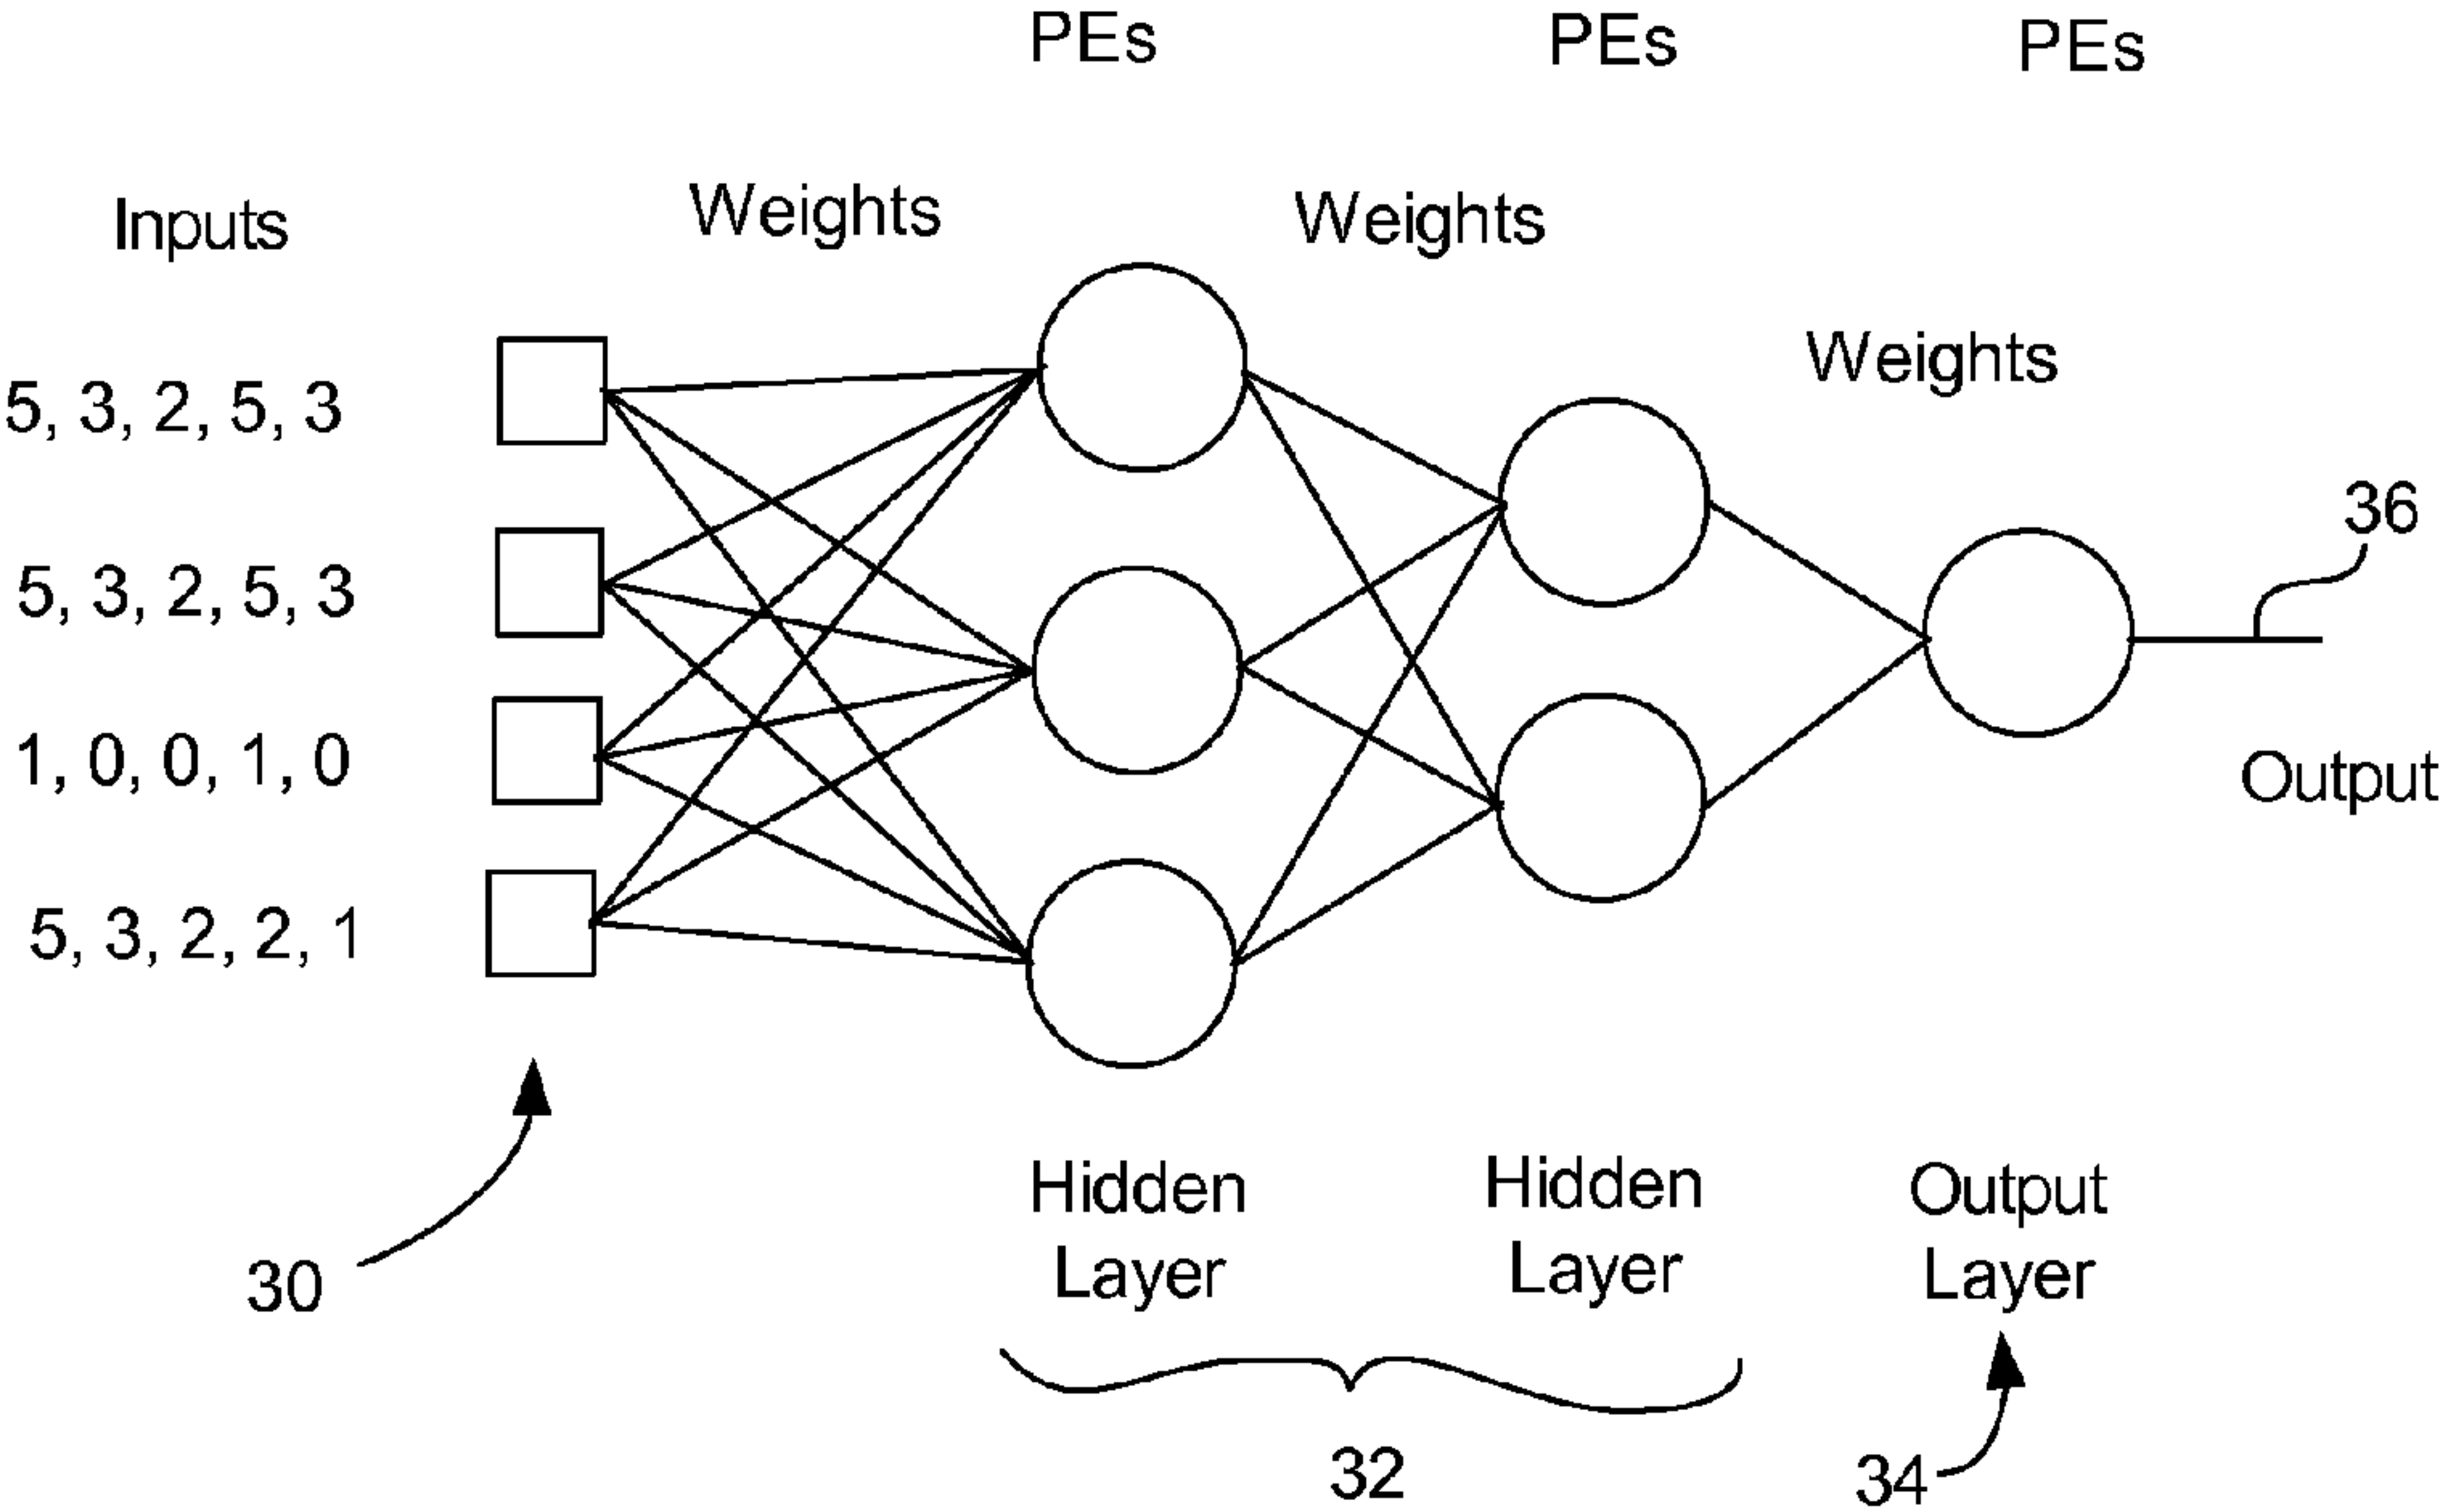 PEs
PEs
PEs
Inputs
Weights
Weights
Weights
5, 3, 2, 5, 3
5, 3, 2, 5, 3
1, 0, 0, 1, 0
5, 3, 2, 2, 1
36
Output
Hidden
Layer
Hidden
Layer
Output
Layer
30
32
34